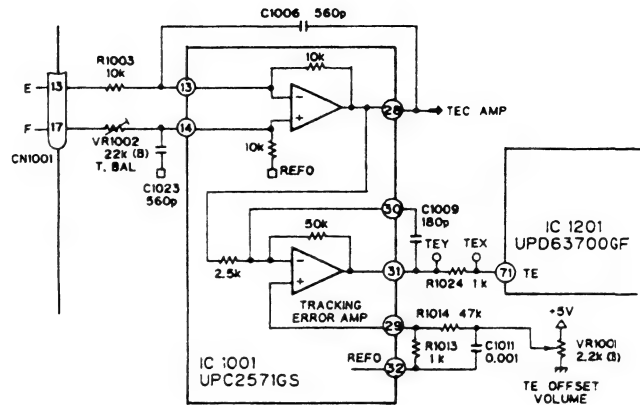 C1006 560p
R1003
10k
10k
E
13
13
28
TEC AMP
F
17
14
VR1002
22k (B)
T. BAL
10k
REFO
CN1001
C1023
560p
30
C1009
180p
50k
2.5k
TEY TEX
IC 1201
UPD63700GF
31
71 TE
R1024 1k
TRACKING
ERROR AMP
R1014 47k
+5V
29
R1013
1k
C1011
0.001
VR1001
2.2k (B)
REFO
32
IC 1001
UPC2571GS
TE OFFSET
VOLUME